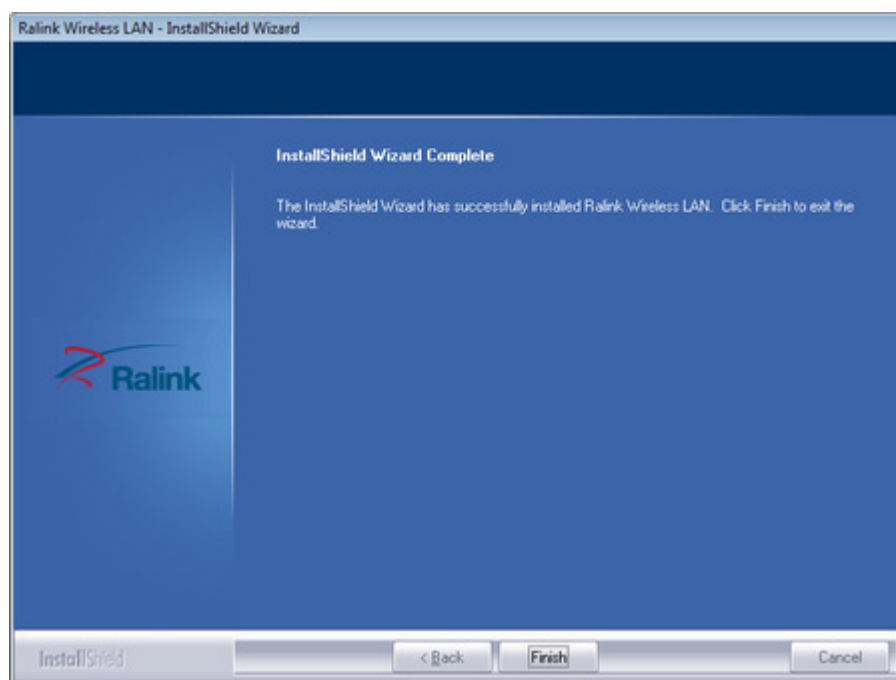 Ralink Wireless LAN - InstallShield Wizard
InstallShield Wizard Complete
The InstallShield Wizard has successfully installed Ralink Wireless LAN. Click Finish to exit the
wizard.
Ralink
InstallShield
< Back
Finish
Cancel